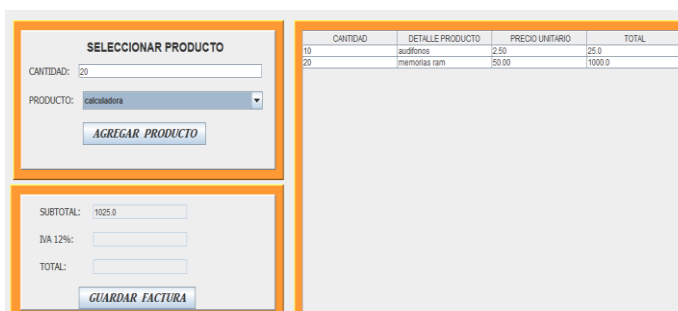 SELECCIONAR PRODUCTO
CANTIDAD: 20
PRODUCTO: calculadora
AGREGAR PRODUCTO
SUBTOTAL: 1025.0
IVA 12%:
TOTAL:
GUARDAR FACTURA
CANTIDAD DETALLE PRODUCTO PRECIO UNITARIO TOTAL
10 audifonos 2.50 25.0
20 memorias ram 50.00 1000.0